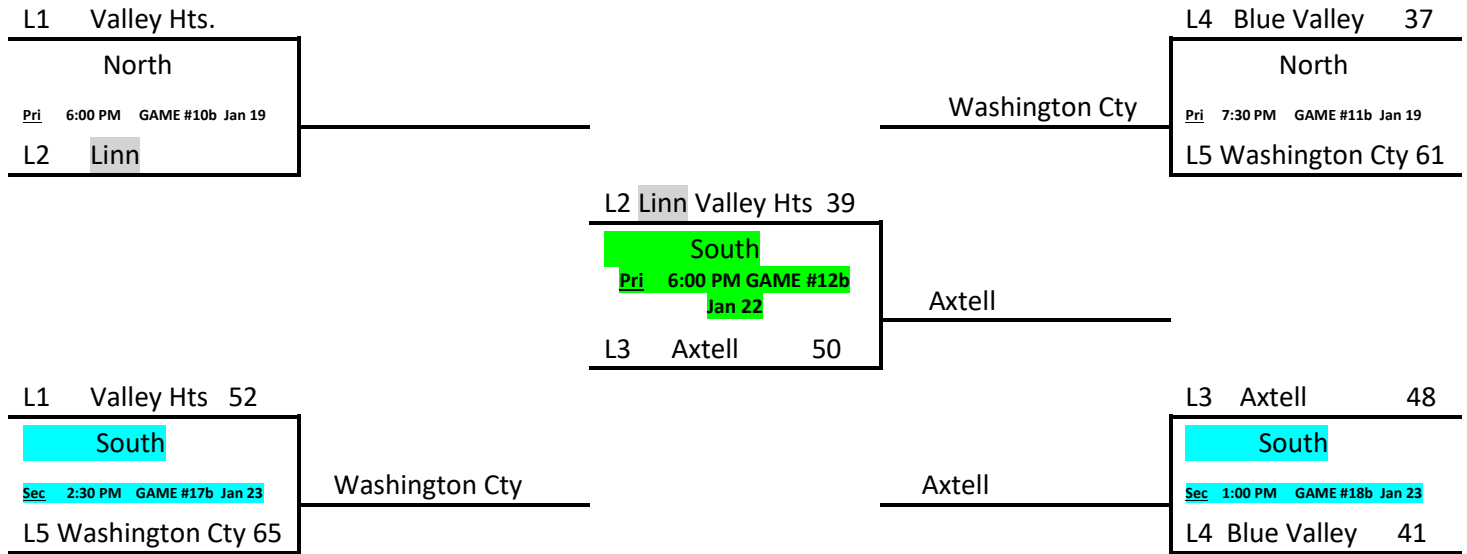 L1 Valley Hts.
North
Pri 6:00 PM GAME #10b Jan 19
L2 Linn
L4 Blue Valley 37
North
Washington Cty
Pri 7:30 PM GAME #11b Jan 19
L5 Washington Cty 61
L2 Linn Valley Hts 39
South
Pri 6:00 PM GAME #12b
Jan 22
Axtell
L3 Axtell 50
L1 Valley Hts 52
South
Sec 2:30 PM GAME #17b Jan 23
Washington Cty
L5 Washington Cty 65
L3 Axtell 48
South
Axtell
Sec 1:00 PM GAME #18b Jan 23
L4 Blue Valley 41